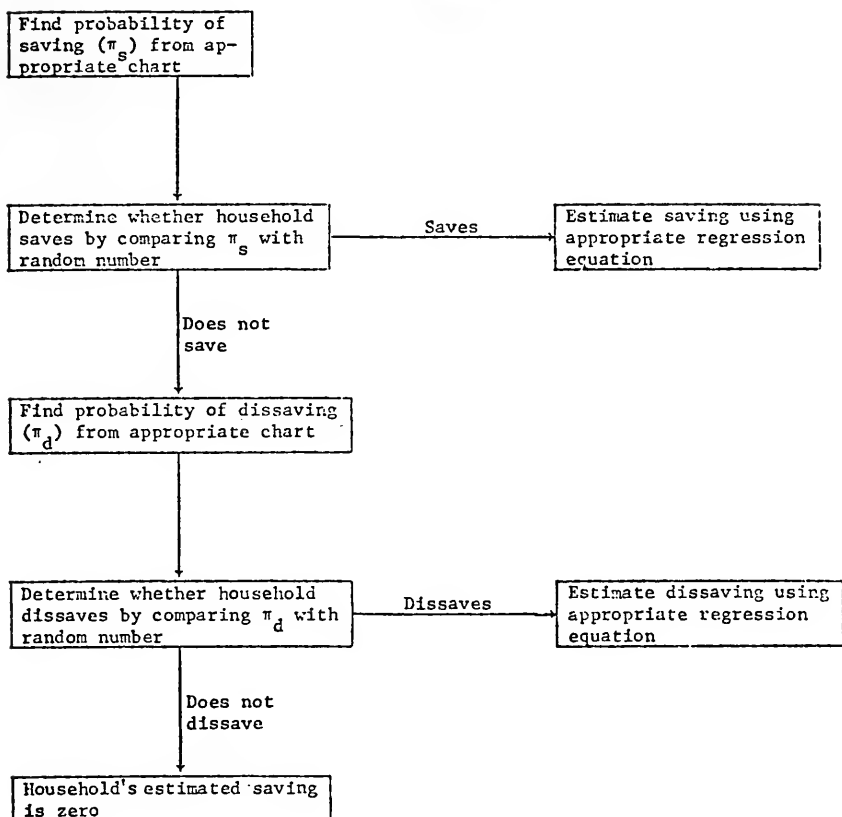 Find probability of
saving (π_s) from ap-
propriate chart
Determine whether household
saves by comparing π_s with
random number
Saves
Estimate saving using
appropriate regression
equation
Does not
save
Find probability of dissaving
(π_d) from appropriate chart
Determine whether household
dissaves by comparing π_d with
random number
Dissaves
Estimate dissaving using
appropriate regression
equation
Does not
dissave
Household's estimated saving
is zero